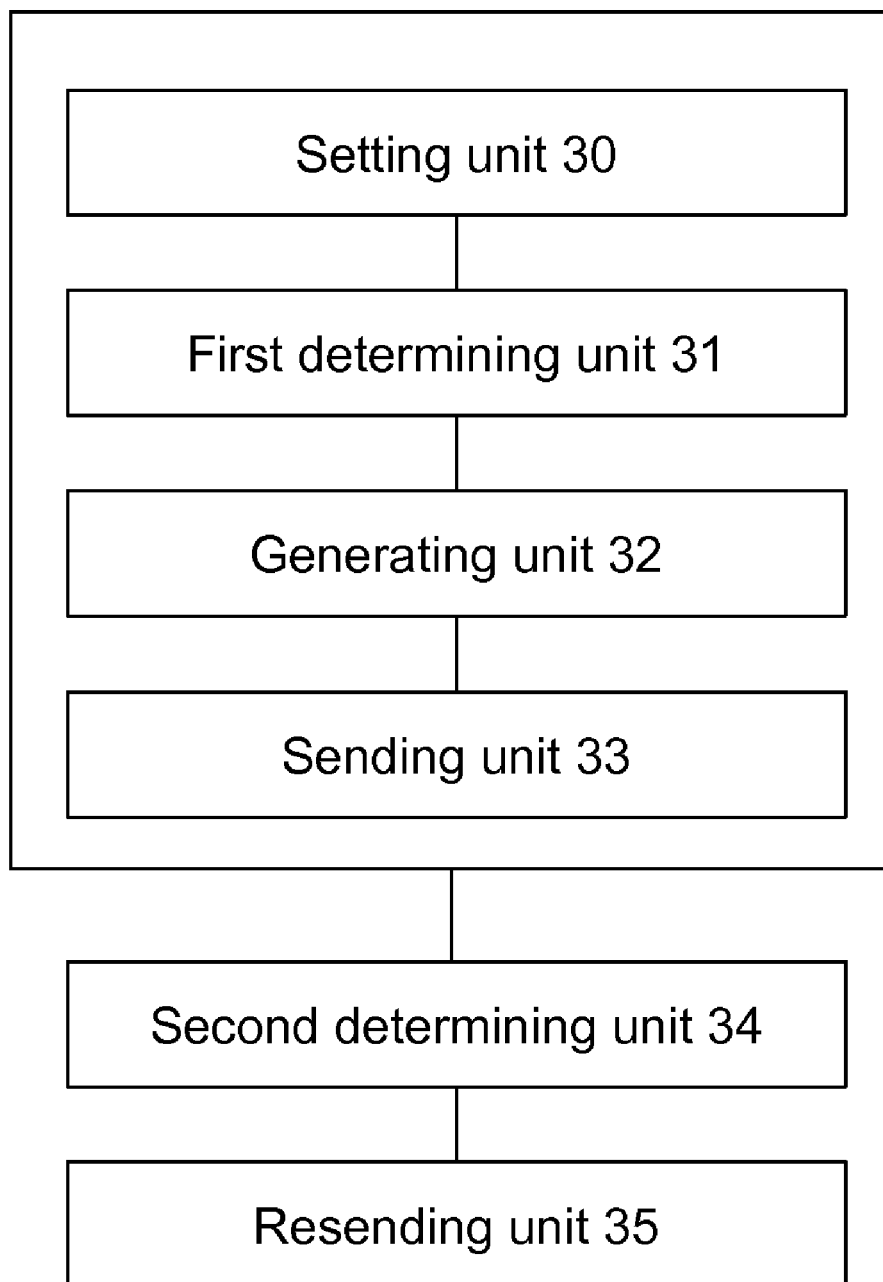 Setting unit 30
First determining unit 31
Generating unit 32
Sending unit 33
Second determining unit 34
Resending unit 35